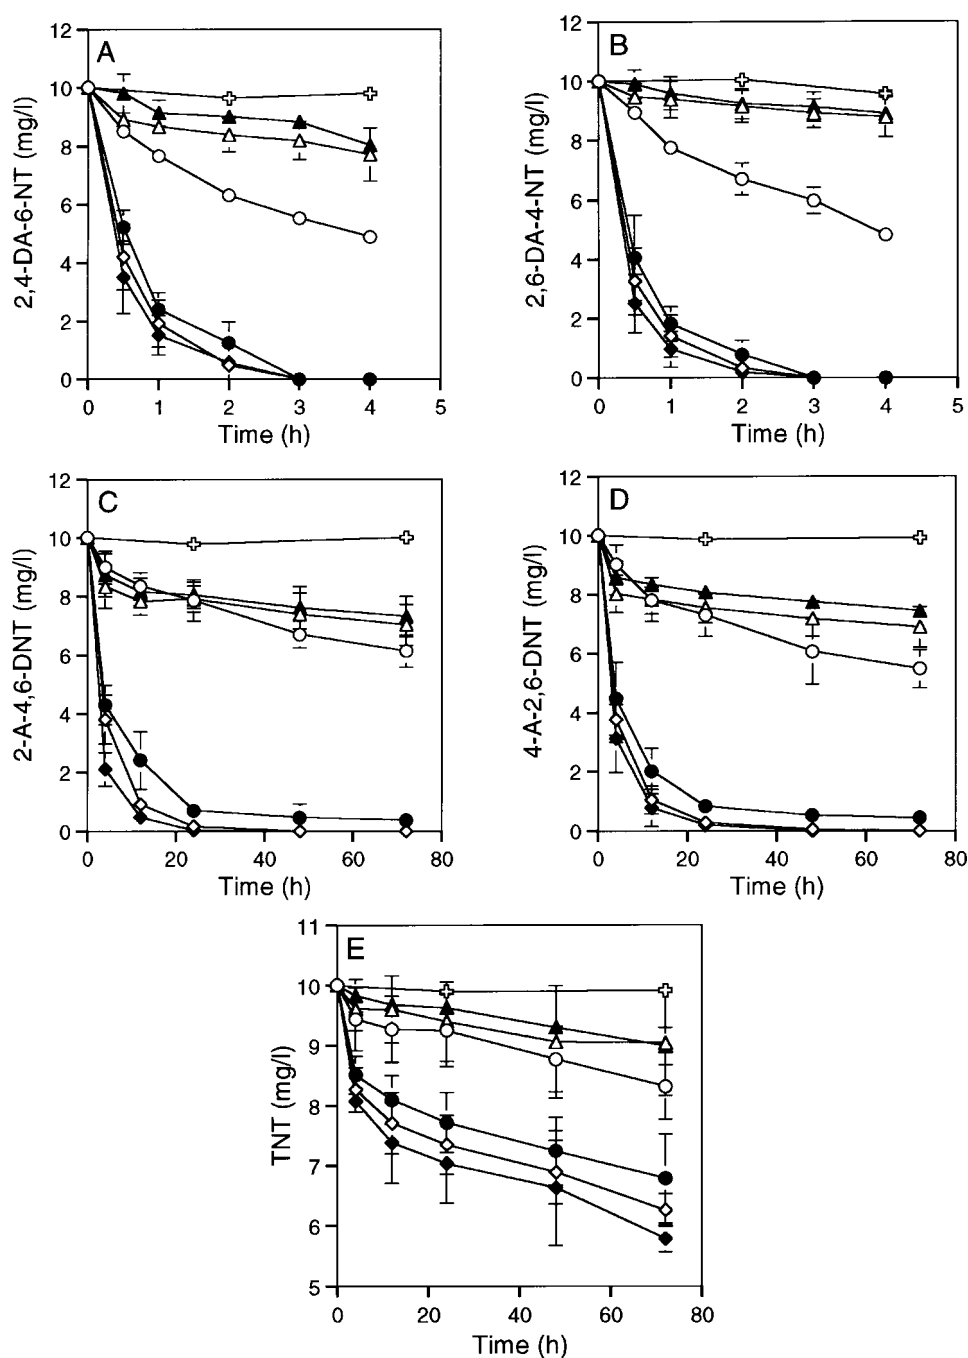 A
2,4-DA-6-NT (mg/l)
12
10
8
6
4
2
0
0 1 2 3 4 5
Time (h)
B
2,6-DA-4-NT (mg/l)
12
10
8
6
4
2
0
0 1 2 3 4 5
Time (h)
C
2-A-4,6-DNT (mg/l)
12
10
8
6
4
2
0
0 20 40 60 80
Time (h)
D
4-A-2,6-DNT (mg/l)
12
10
8
6
4
2
0
0 20 40 60 80
Time (h)
E
TNT (mg/l)
11
10
9
8
7
6
5
0 20 40 60 80
Time (h)